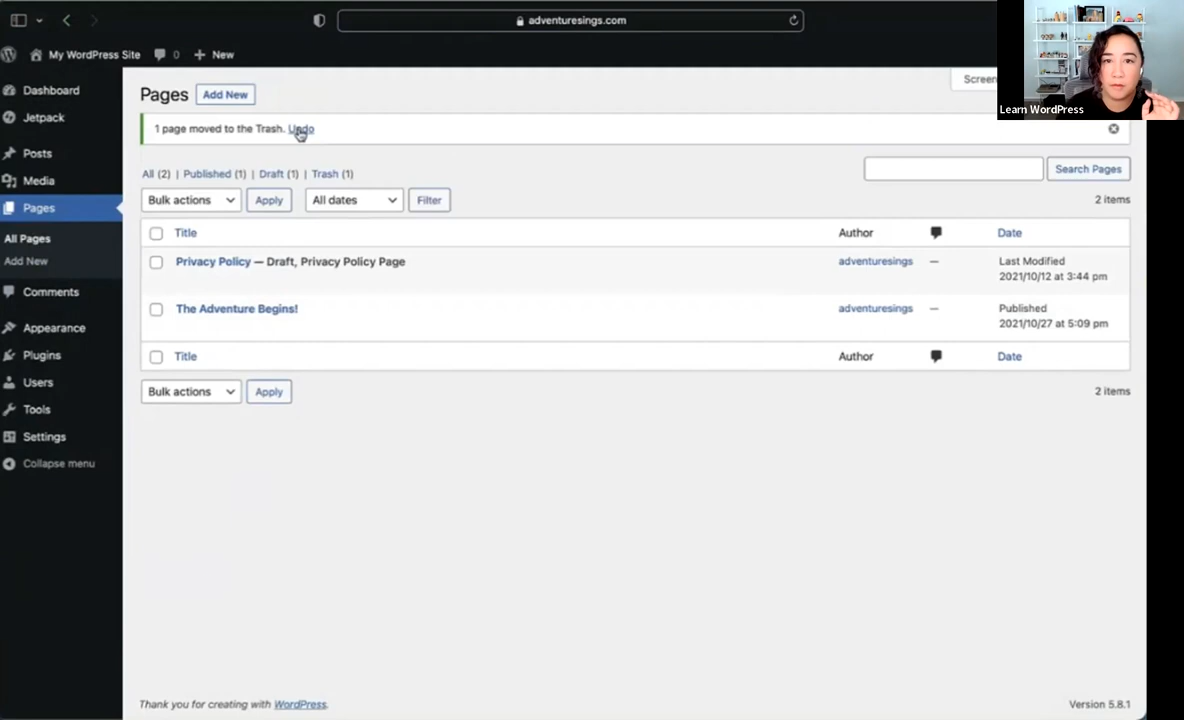 adventuresings.com
My WordPress Site 0 New
Learn WordPress
Dashboard
Jetpack
Posts
Media
Pages
All Pages
Add New
Comments
Appearance
Plugins
Users
Tools
Settings
Collapse menu
Pages Add New
Screen
1 page moved to the Trash. Undo
All (2) | Published (1) | Draft (1) | Trash (1)
Search Pages
Bulk actions Apply All dates Filter
2 items
Title Author Date
Privacy Policy — Draft, Privacy Policy Page adventuresings — Last Modified
2021/10/12 at 3:44 pm
The Adventure Begins! adventuresings — Published
2021/10/27 at 5:09 pm
Title Author Date
Bulk actions Apply 2 items
Thank you for creating with WordPress. Version 5.8.1